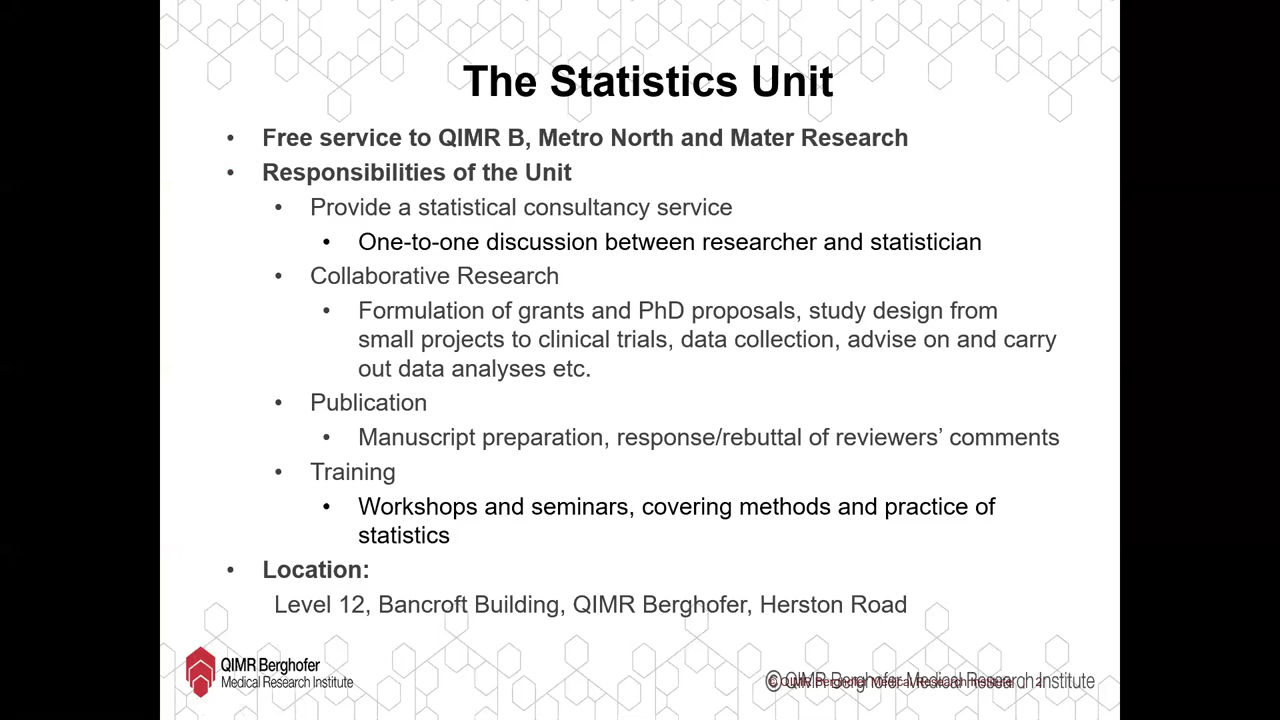 The Statistics Unit
• Free service to QIMR B, Metro North and Mater Research
• Responsibilities of the Unit
• Provide a statistical consultancy service
• One-to-one discussion between researcher and statistician
• Collaborative Research
• Formulation of grants and PhD proposals, study design from
small projects to clinical trials, data collection, advise on and carry
out data analyses etc.
• Publication
• Manuscript preparation, response/rebuttal of reviewers’ comments
• Training
• Workshops and seminars, covering methods and practice of
statistics
• Location:
Level 12, Bancroft Building, QIMR Berghofer, Herston Road
QIMR Berghofer
Medical Research Institute
© QIMR Berghofer Medical Research Institute